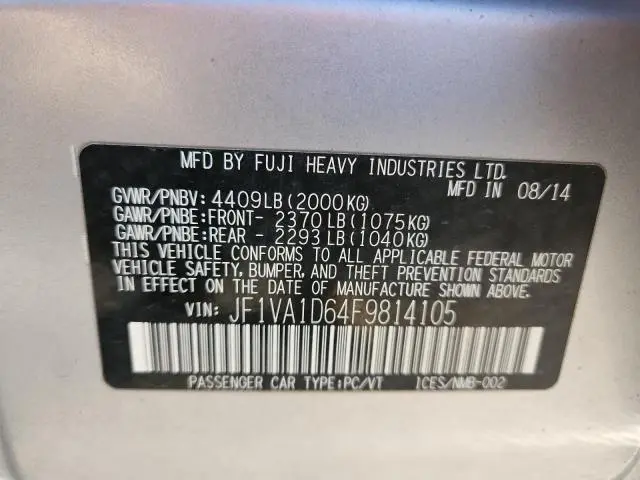 MFD BY FUJI HEAVY INDUSTRIES LTD.
MFD IN 08/14
GVWR/PNBV: 4409LB(2000KG)
GAWR/PNBE:FRONT- 2370LB(1075KG)
GAWR/PNBE:REAR - 2293LB(1040KG)
THIS VEHICLE CONFORMS TO ALL APPLICABLE FEDERAL MOTOR
VEHICLE SAFETY, BUMPER, AND THEFT PREVENTION STANDARDS
IN EFFECT ON THE DATE OF MANUFACTURE SHOWN ABOVE.
VIN: JF1VA1D64F9814105
PASSENGER CAR TYPE:PC/VT ICES/NMB-002